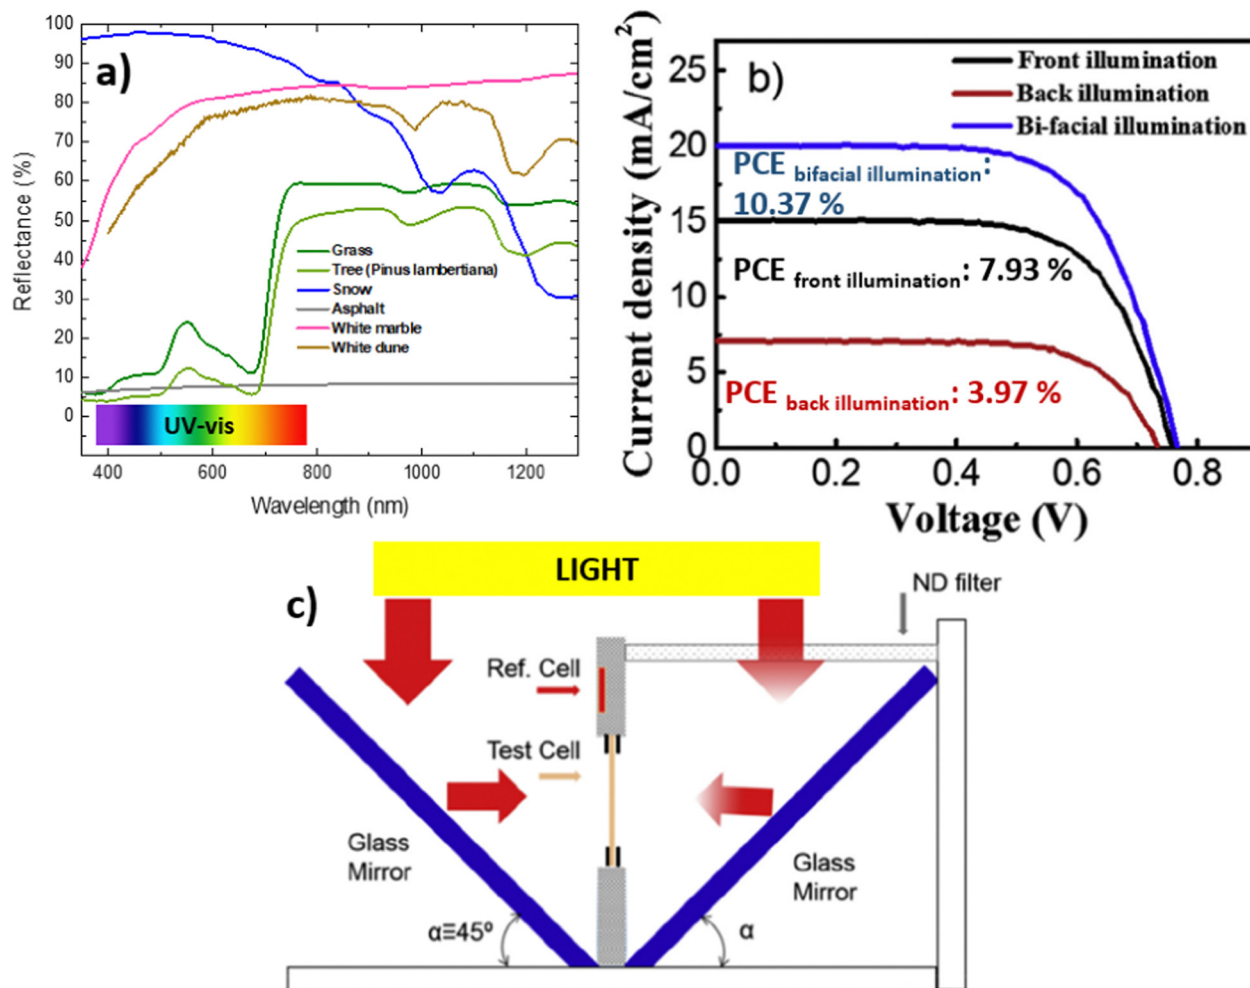 a)
Reflectance (%)
100
90
80
70
60
50
40
30
20
10
0
Grass
Tree (Pinus lambertiana)
Snow
Asphalt
White marble
White dune
UV-vis
400 600 800 1000 1200
Wavelength (nm)
b)
Current density (mA/cm²)
25
20
15
10
5
0
Front illumination
Back illumination
Bi-facial illumination
PCE bifacial illumination:
10.37 %
PCE front illumination: 7.93 %
PCE back illumination: 3.97 %
0.0 0.2 0.4 0.6 0.8
Voltage (V)
c)
LIGHT
ND filter
Ref. Cell
Test Cell
Glass
Mirror
Glass
Mirror
α≡45º
α